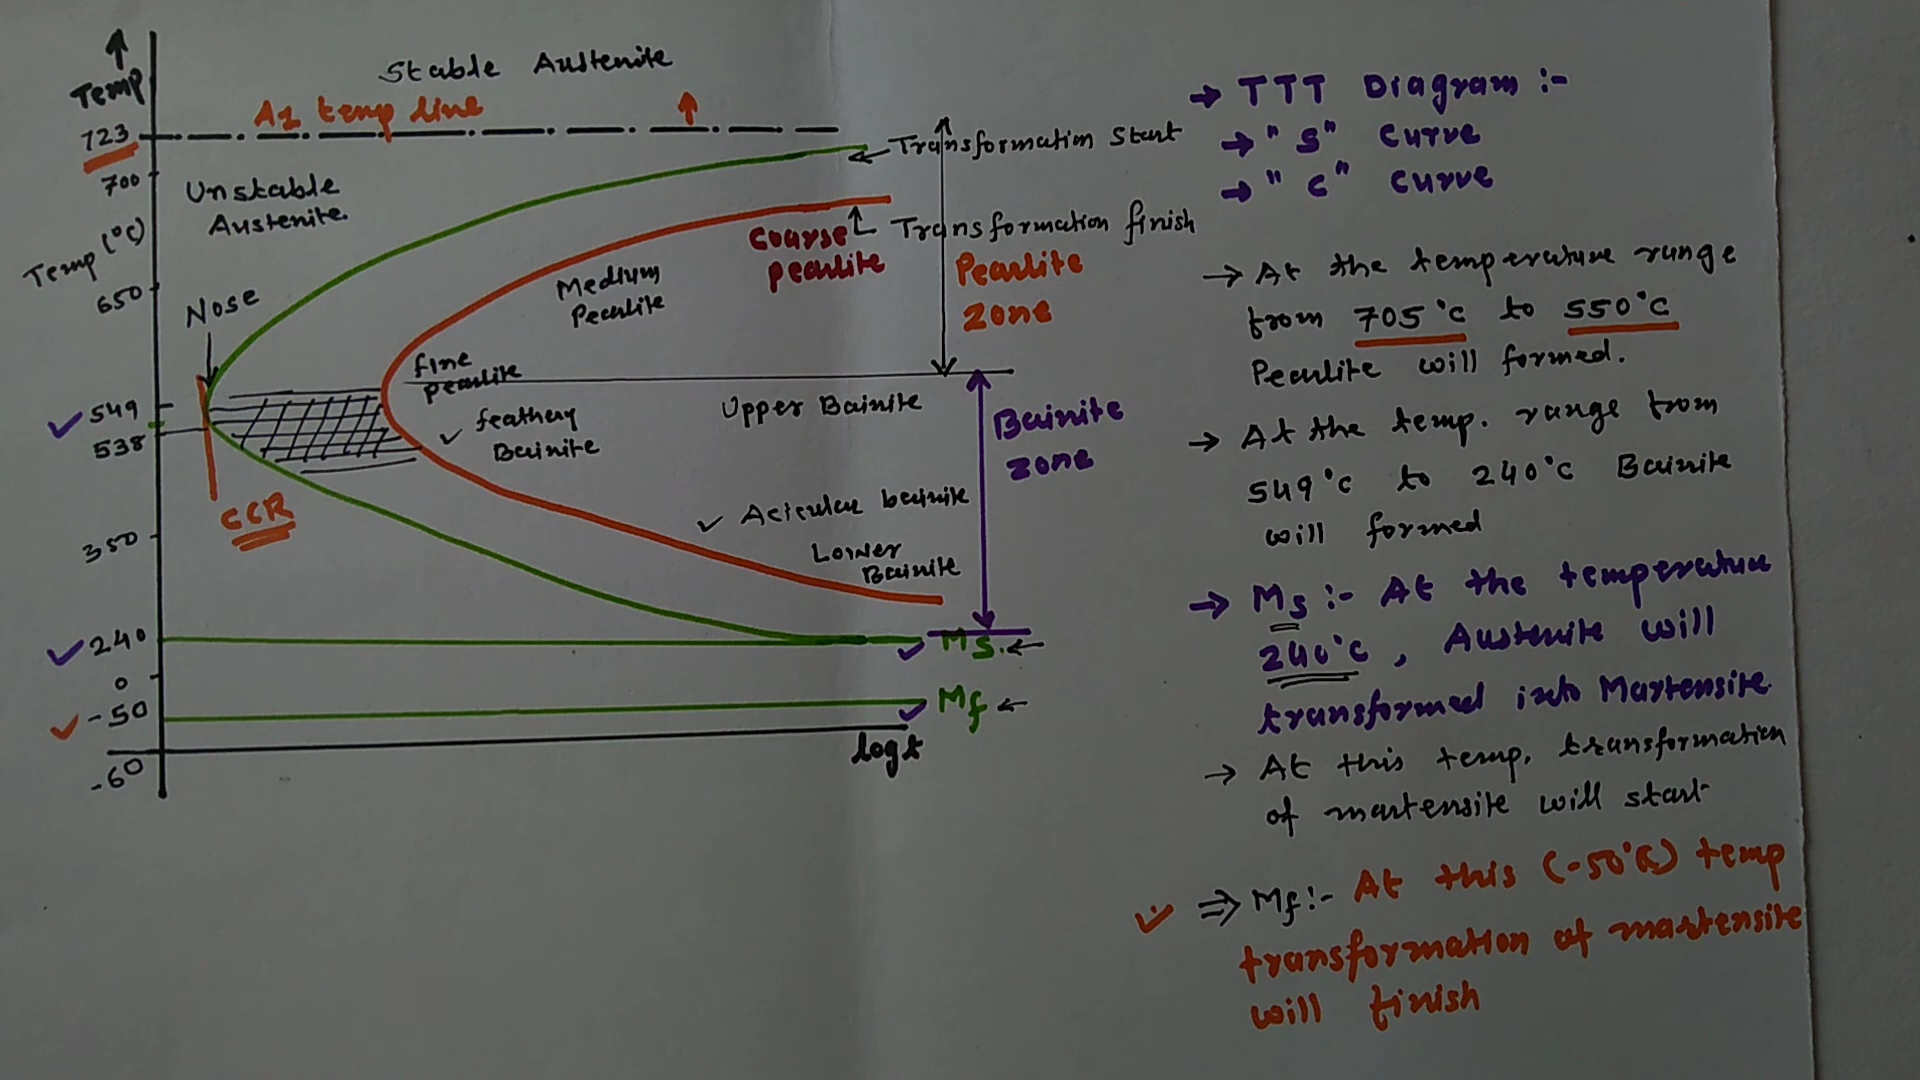 Temp
Stable Austenite
A1 temp line
723
Transformation Start
700
Unstable
Austenite.
Transformation finish
Temp (°C)
Coarse
Pearlite
Pearlite
Zone
Medium
Pearlite
650
Nose
fine
Pearlite
549
538
Upper Bainite
feathery
Bainite
Bainite
Zone
CCR
Acicular bainite
350
Lower
Bainite
240
Ms.
0
-50
Mf
log t
-60
→ TTT Diagram :-
→ "S" Curve
→ "C" Curve
→ At the temperature range
from 705°C to 550°C
Pearlite will formed.
→ At the temp. range from
549°C to 240°C Bainite
will formed
→ Ms :- At the temperature
240°C, Austenite will
transformed into Martensite.
→ At this temp. transformation
of martensite will start
⇒ Mf :- At this (-50°C) temp
transformation of martensite
will finish